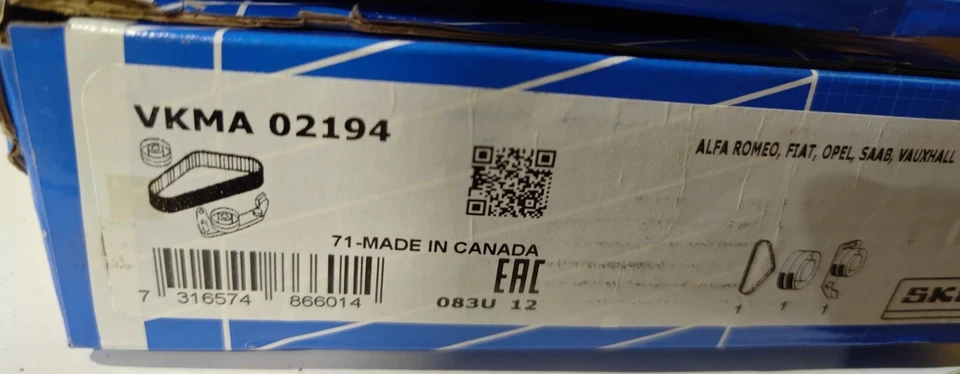 VKMA 02194
ALFA ROMEO, FIAT, OPEL, SAAB, VAUXHALL
71-MADE IN CANADA
EAC
7 316574 866014
083U 12
1 1 1
SKF